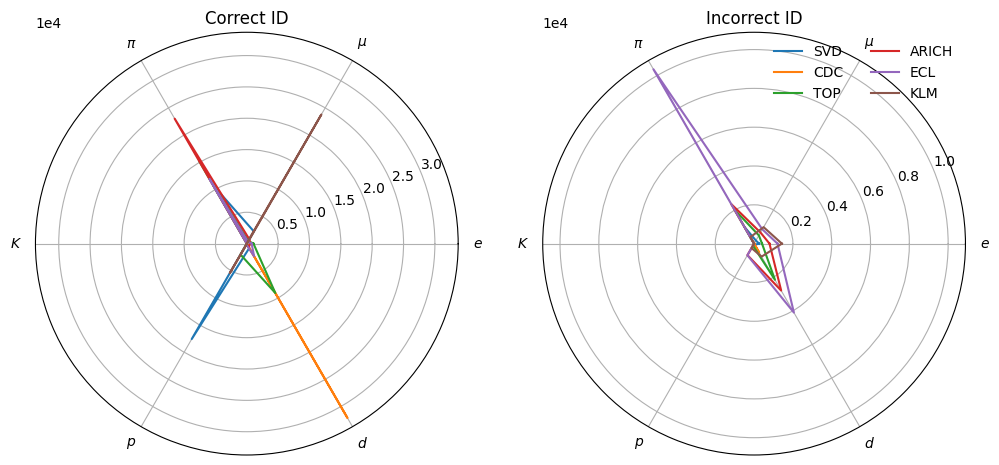 Correct ID
1e4
π
μ
K
e
p
d
0.5
1.0
1.5
2.0
2.5
3.0
Incorrect ID
1e4
π
μ
K
e
p
d
0.2
0.4
0.6
0.8
1.0
SVD
CDC
TOP
ARICH
ECL
KLM